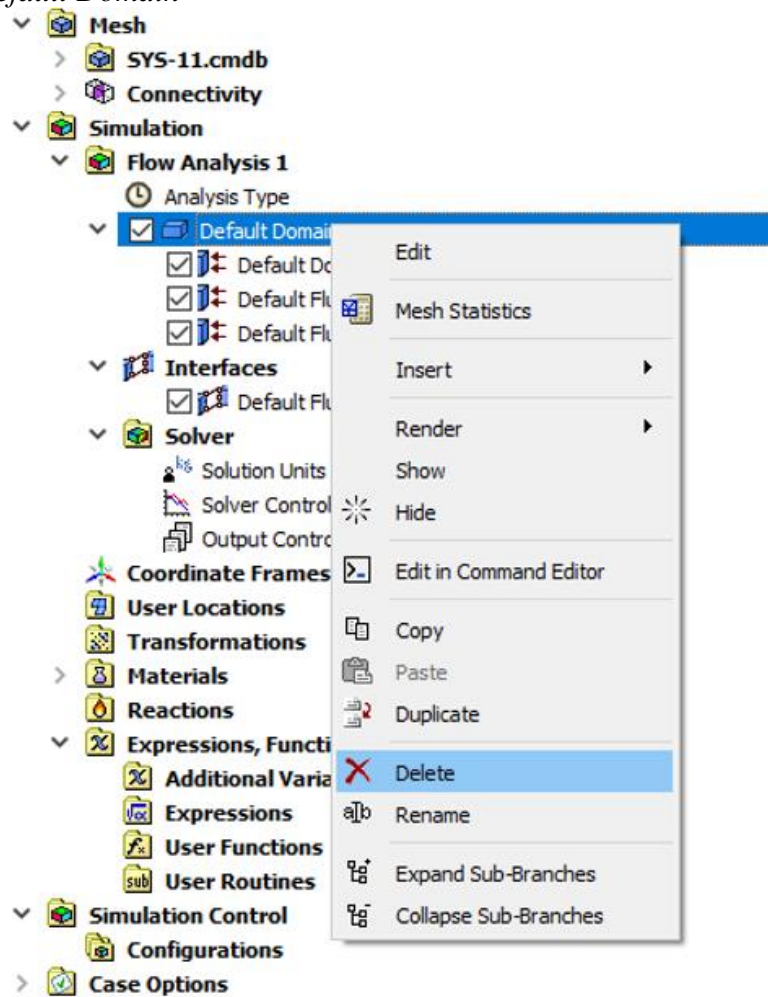 Mesh
SYS-11.cmdb
Connectivity
Simulation
Flow Analysis 1
Analysis Type
Default Domain
Default Do
Default Flu
Default Flu
Interfaces
Default Flu
Solver
Solution Units
Solver Control
Output Contro
Coordinate Frames
User Locations
Transformations
Materials
Reactions
Expressions, Functi
Additional Varia
Expressions
User Functions
User Routines
Simulation Control
Configurations
Case Options
Edit
Mesh Statistics
Insert
Render
Show
Hide
Edit in Command Editor
Copy
Paste
Duplicate
Delete
Rename
Expand Sub-Branches
Collapse Sub-Branches